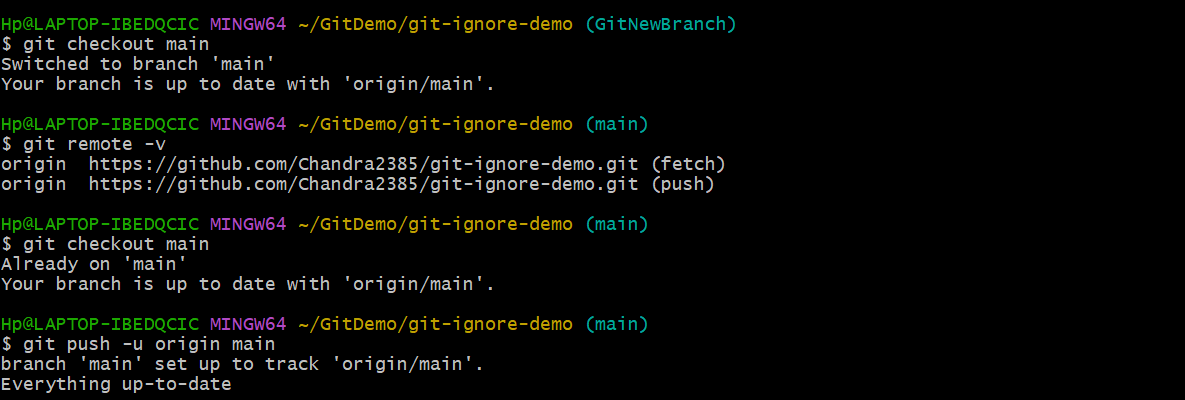 Hp@LAPTOP-IBEDQCIC MINGW64 ~/GitDemo/git-ignore-demo (GitNewBranch)
$ git checkout main
Switched to branch 'main'
Your branch is up to date with 'origin/main'.
Hp@LAPTOP-IBEDQCIC MINGW64 ~/GitDemo/git-ignore-demo (main)
$ git remote -v
origin  https://github.com/Chandra2385/git-ignore-demo.git (fetch)
origin  https://github.com/Chandra2385/git-ignore-demo.git (push)
Hp@LAPTOP-IBEDQCIC MINGW64 ~/GitDemo/git-ignore-demo (main)
$ git checkout main
Already on 'main'
Your branch is up to date with 'origin/main'.
Hp@LAPTOP-IBEDQCIC MINGW64 ~/GitDemo/git-ignore-demo (main)
$ git push -u origin main
branch 'main' set up to track 'origin/main'.
Everything up-to-date